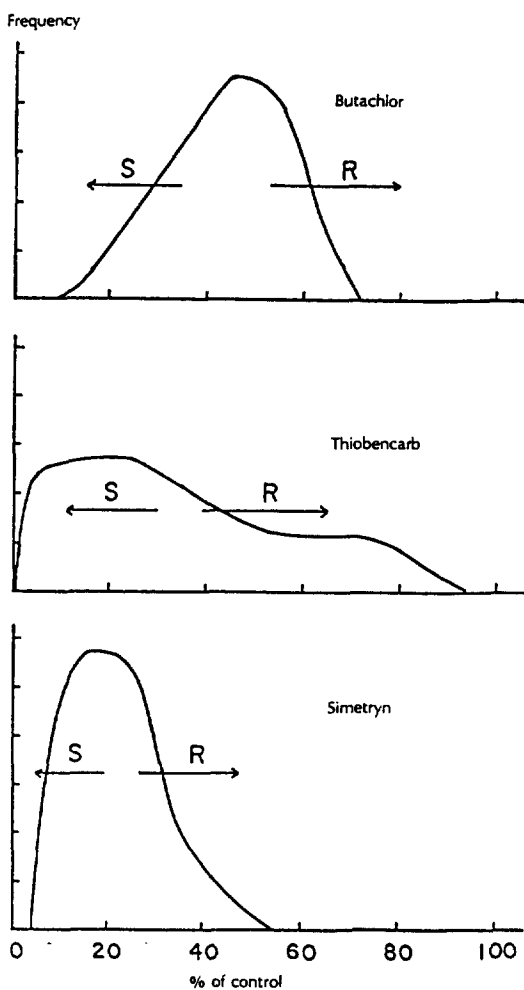 Frequency
Butachlor
S R
Thiobencarb
S R
Simetryn
S R
0 20 40 60 80 100
% of control